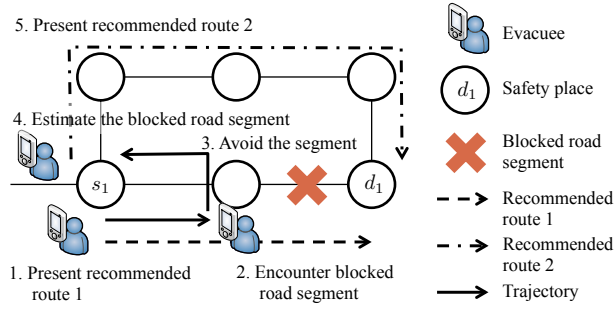 5. Present recommended route 2
4. Estimate the blocked road segment
3. Avoid the segment
s1
d1
1. Present recommended
route 1
2. Encounter blocked
road segment
Evacuee
d1
Safety place
Blocked road
segment
Recommended
route 1
Recommended
route 2
Trajectory